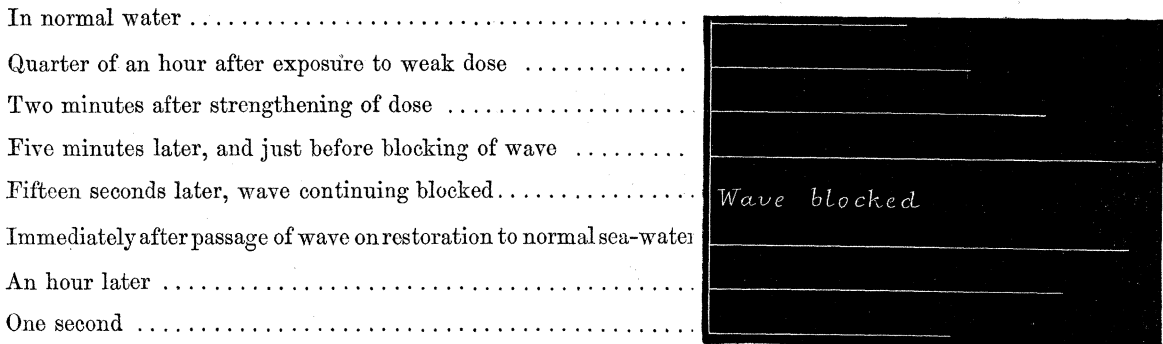 In normal water ......................................
Quarter of an hour after exposure to weak dose .............
Two minutes after strengthening of dose ...................
Five minutes later, and just before blocking of wave .........
Fifteen seconds later, wave continuing blocked................
Wave blocked
Immediately after passage of wave on restoration to normal sea-water
An hour later ........................................
One second ..........................................